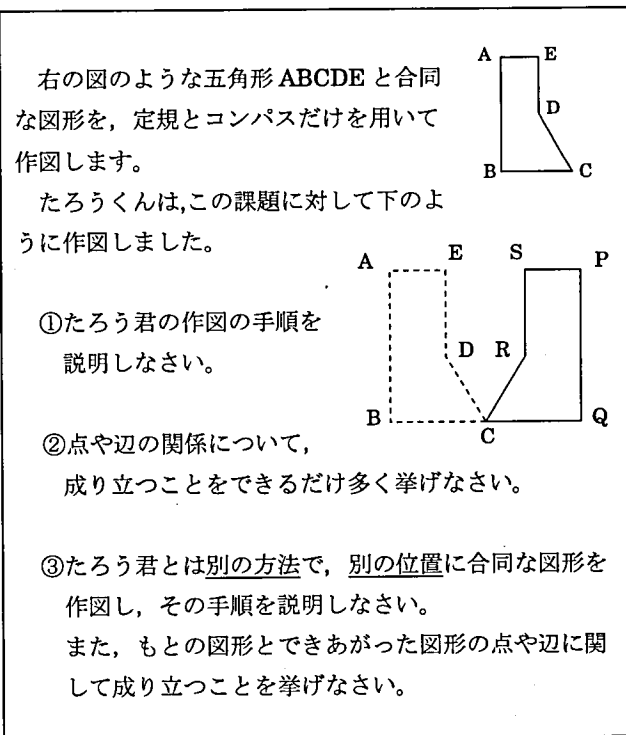 右の図のような五角形ABCDEと合同
な図形を，定規とコンパスだけを用いて
作図します。
たろうくんは,この課題に対して下のよ
うに作図しました。
A E
D
B C
A E S P
D R
B C Q
①たろう君の作図の手順を
説明しなさい。
②点や辺の関係について，
成り立つことをできるだけ多く挙げなさい。
③たろう君とは別の方法で，別の位置に合同な図形を
作図し，その手順を説明しなさい。
また，もとの図形とできあがった図形の点や辺に関
して成り立つことを挙げなさい。